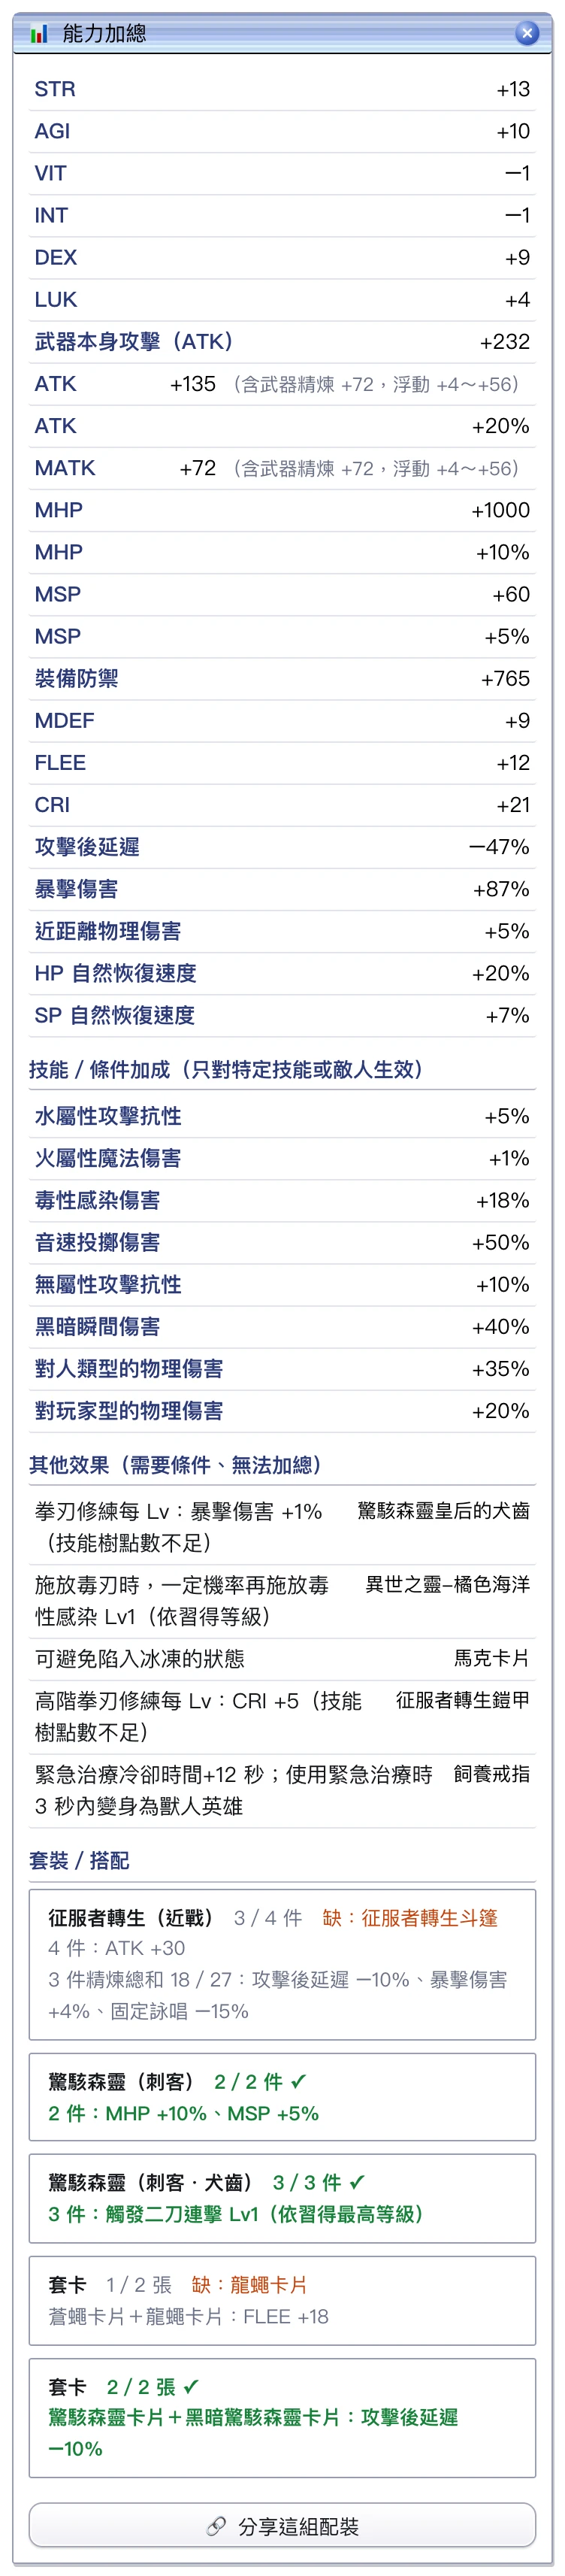 能力加總
STR +13
AGI +10
VIT −1
INT −1
DEX +9
LUK +4
武器本身攻擊（ATK） +232
ATK +135 （含武器精煉 +72，浮動 +4～+56）
ATK +20%
MATK +72 （含武器精煉 +72，浮動 +4～+56）
MHP +1000
MHP +10%
MSP +60
MSP +5%
裝備防禦 +765
MDEF +9
FLEE +12
CRI +21
攻擊後延遲 −47%
暴擊傷害 +87%
近距離物理傷害 +5%
HP 自然恢復速度 +20%
SP 自然恢復速度 +7%
技能 / 條件加成（只對特定技能或敵人生效）
水屬性攻擊抗性 +5%
火屬性魔法傷害 +1%
毒性感染傷害 +18%
音速投擲傷害 +50%
無屬性攻擊抗性 +10%
黑暗瞬間傷害 +40%
對人類型的物理傷害 +35%
對玩家型的物理傷害 +20%
其他效果（需要條件、無法加總）
拳刃修練每 Lv：暴擊傷害 +1% 驚駭森靈皇后的犬齒
（技能樹點數不足）
施放毒刃時，一定機率再施放毒 異世之靈–橘色海洋
性感染 Lv1（依習得等級）
可避免陷入冰凍的狀態 馬克卡片
高階拳刃修練每 Lv：CRI +5（技能 征服者轉生鎧甲
樹點數不足）
緊急治療冷卻時間+12 秒；使用緊急治療時 飼養戒指
3 秒內變身為獸人英雄
套裝 / 搭配
征服者轉生（近戰） 3 / 4 件 缺：征服者轉生斗篷
4 件：ATK +30
3 件精煉總和 18 / 27：攻擊後延遲 −10%、暴擊傷害
+4%、固定詠唱 −15%
驚駭森靈（刺客） 2 / 2 件 ✓
2 件：MHP +10%、MSP +5%
驚駭森靈（刺客 · 犬齒） 3 / 3 件 ✓
3 件：觸發二刀連擊 Lv1（依習得最高等級）
套卡 1 / 2 張 缺：龍蠅卡片
蒼蠅卡片＋龍蠅卡片：FLEE +18
套卡 2 / 2 張 ✓
驚駭森靈卡片＋黑暗驚駭森靈卡片：攻擊後延遲
−10%
分享這組配裝